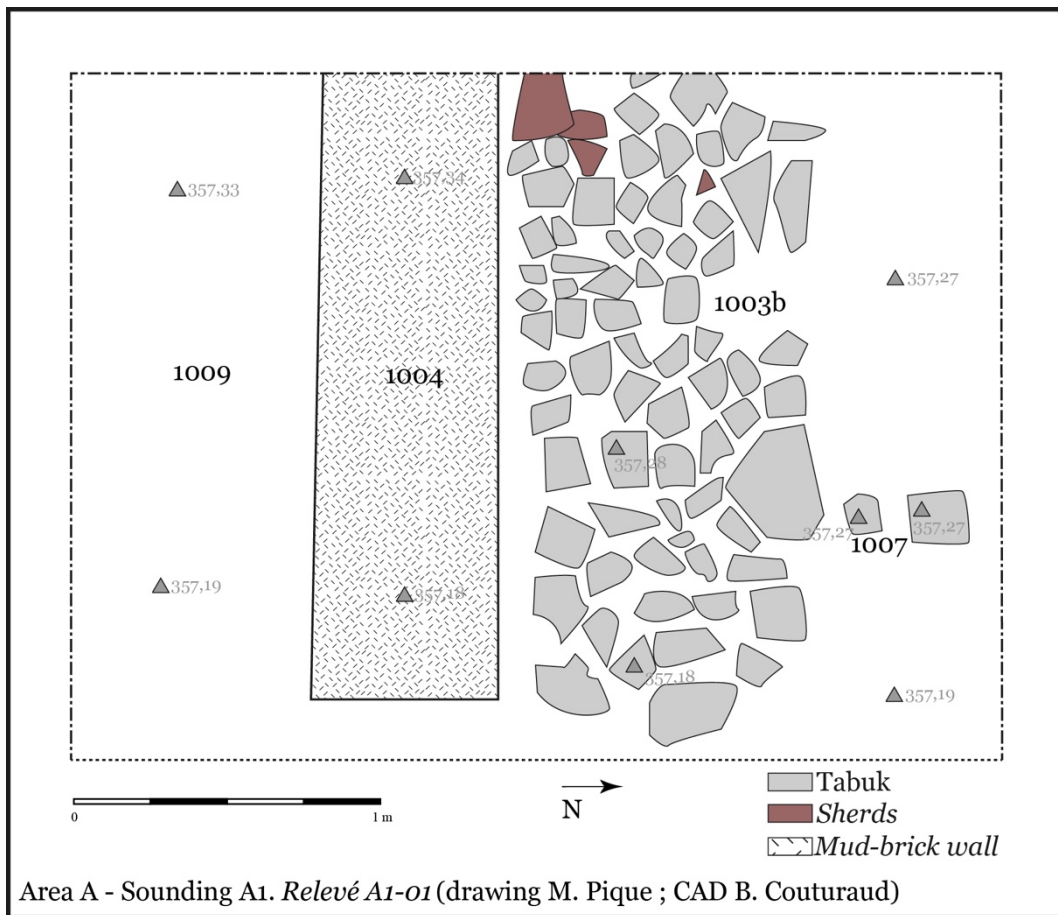 357,33
357,34
357,27
1003b
1009
1004
357,28
357,27
357,27
1007
357,19
357,18
357,18
357,19
0
1 m
N
Tabuk
Sherds
Mud-brick wall
Area A - Sounding A1. Relevé A1-01 (drawing M. Pique ; CAD B. Couturaud)